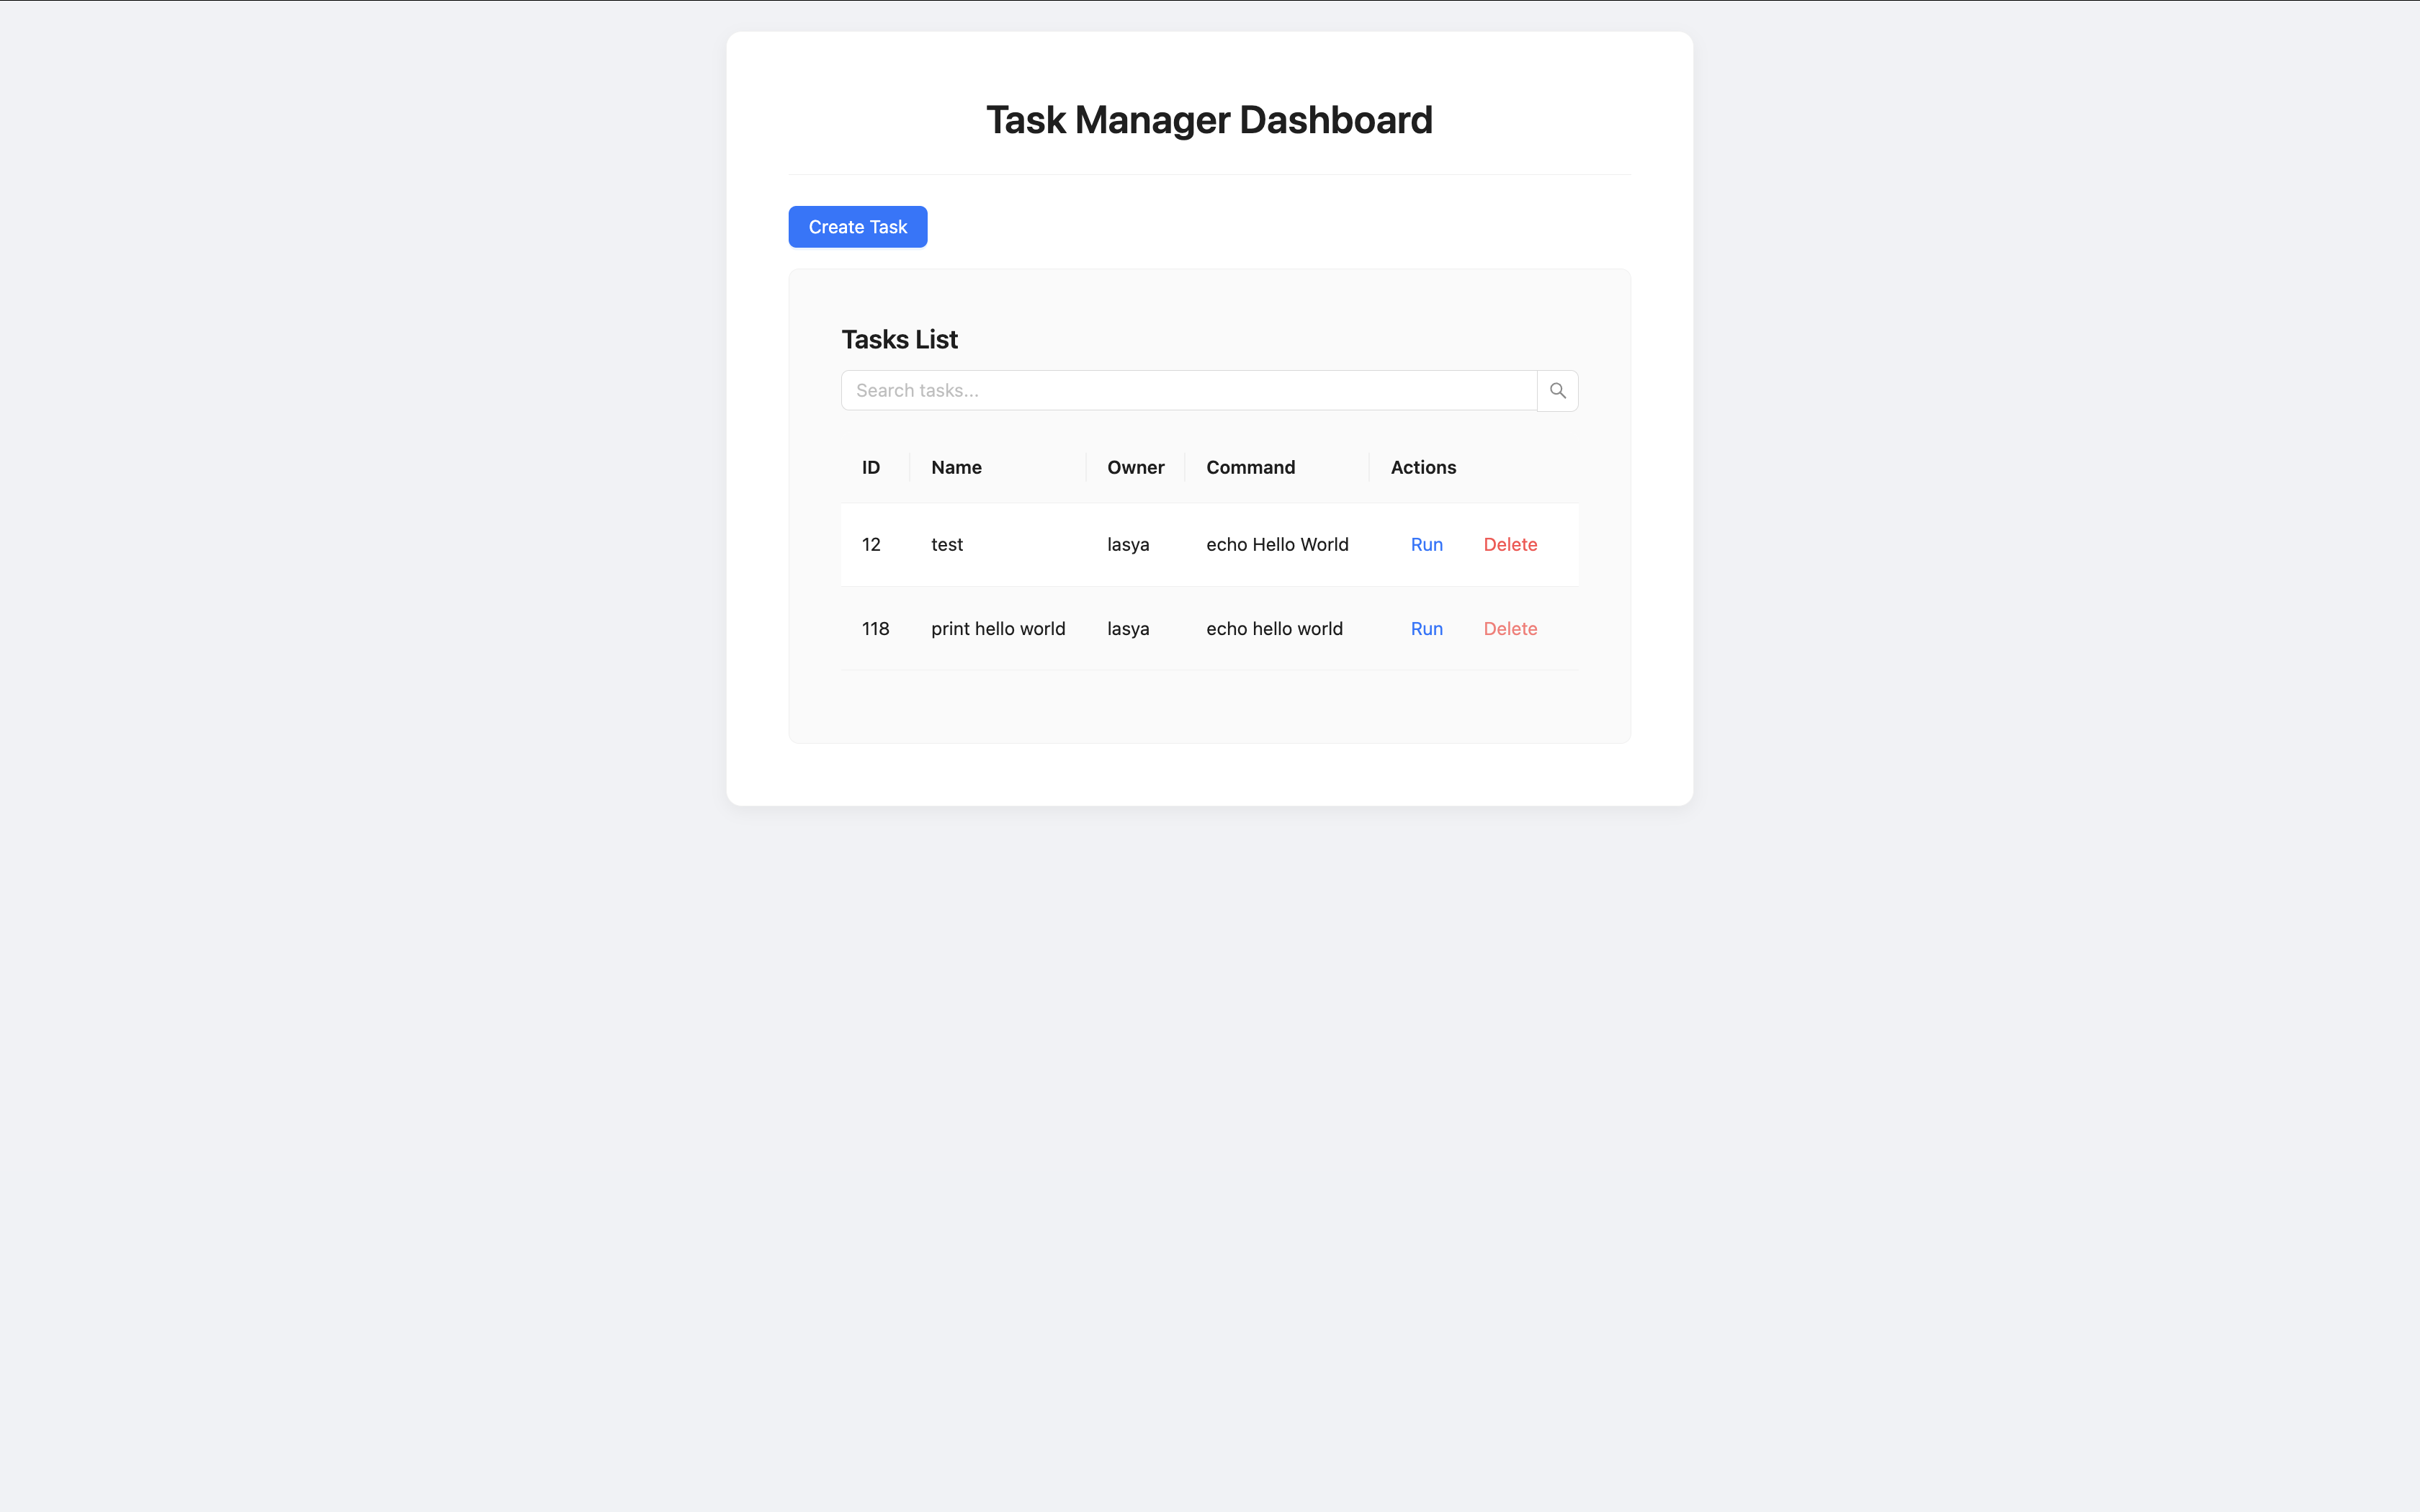 Task Manager Dashboard
Create Task
Tasks List
Search tasks...
ID Name Owner Command Actions
12 test lasya echo Hello World Run Delete
118 print hello world lasya echo hello world Run Delete